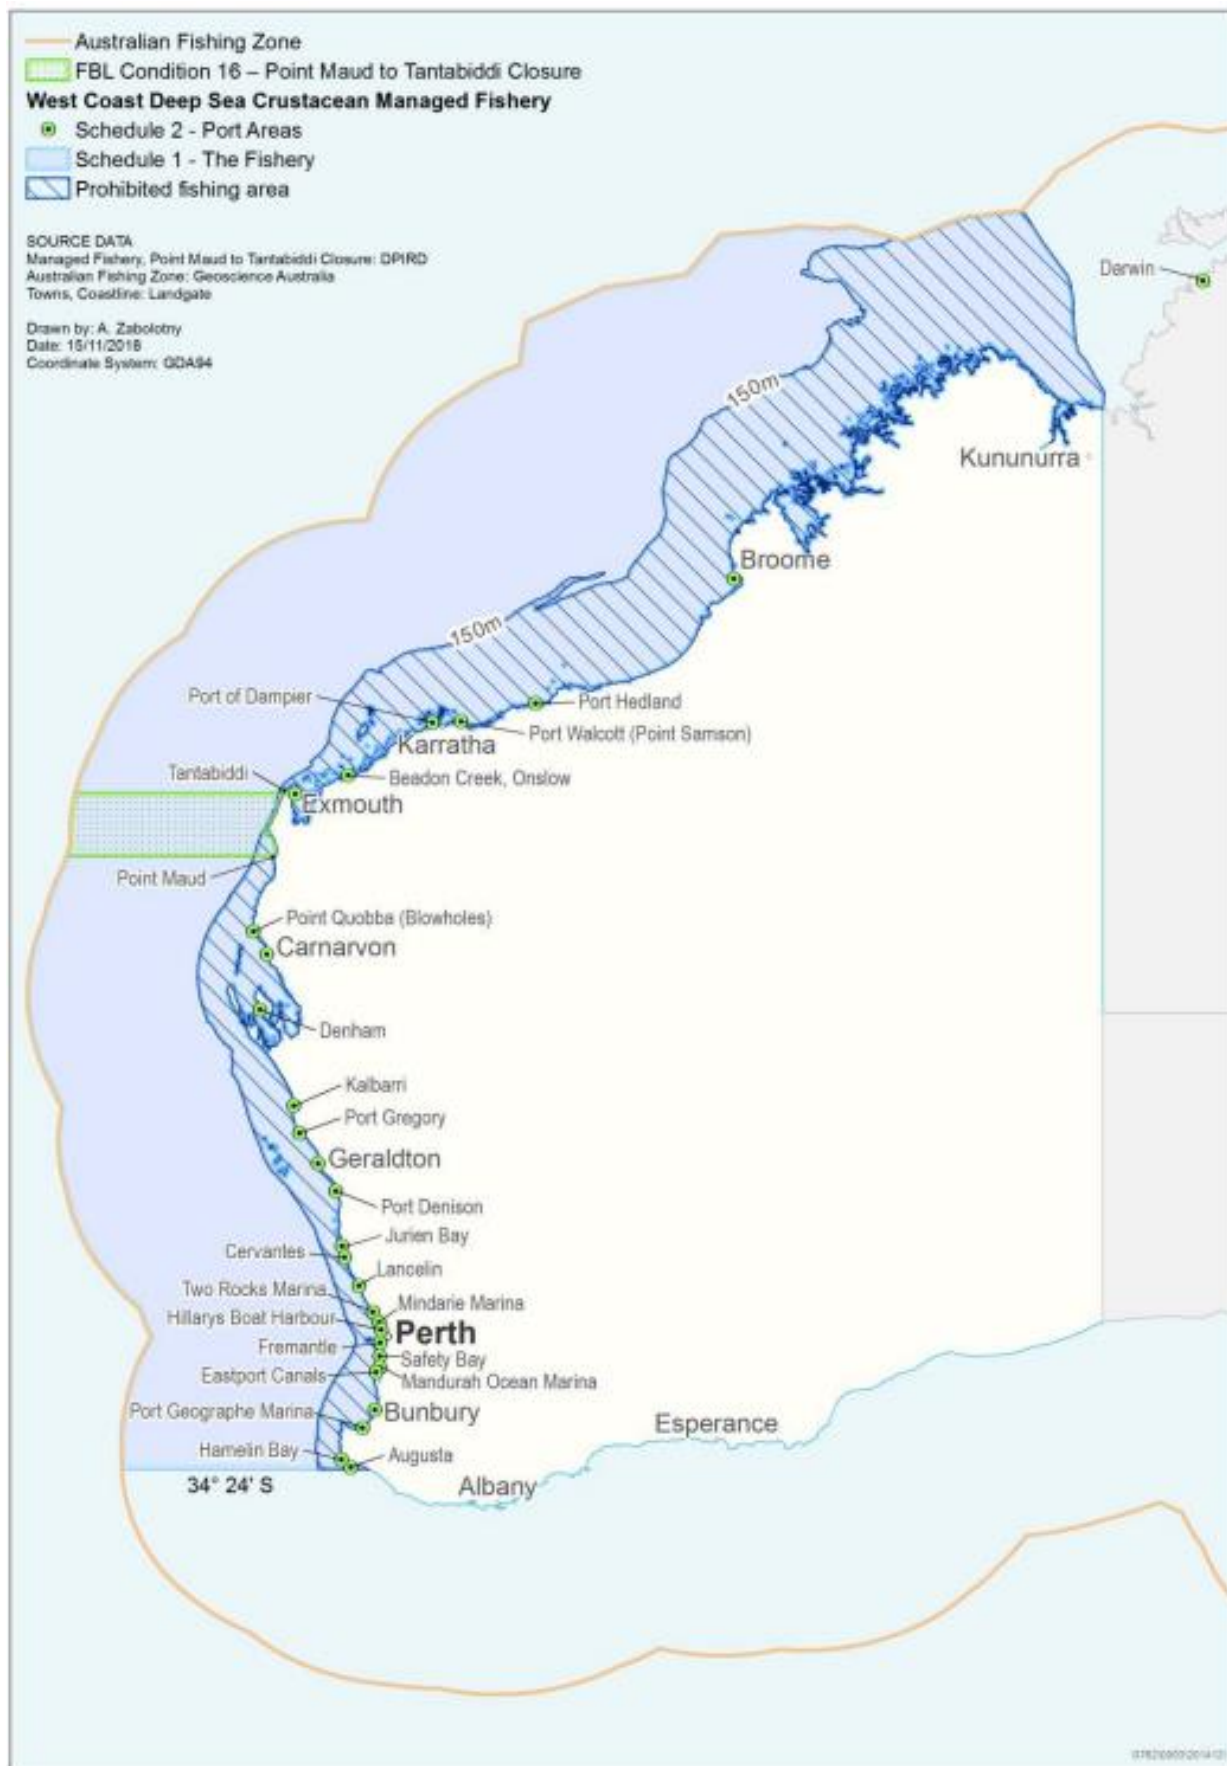 Australian Fishing Zone
FBL Condition 16 – Point Maud to Tantabiddi Closure
West Coast Deep Sea Crustacean Managed Fishery
Schedule 2 - Port Areas
Schedule 1 - The Fishery
Prohibited fishing area
SOURCE DATA
Managed Fishery, Point Maud to Tantabiddi Closure: DPIRD
Australian Fishing Zone: Geoscience Australia
Towns, Coastline: Landgate
Drawn by: A. Zabolotny
Date: 15/11/2018
Coordinate System: GDA94
Darwin
150m
Kununurra
Broome
150m
Port of Dampier
Port Hedland
Port Walcott (Point Samson)
Karratha
Tantabiddi
Beadon Creek, Onslow
Exmouth
Point Maud
Point Quobba (Blowholes)
Carnarvon
Denham
Kalbarri
Port Gregory
Geraldton
Port Denison
Jurien Bay
Cervantes
Lancelin
Two Rocks Marina
Mindarie Marina
Hillarys Boat Harbour
Perth
Fremantle
Safety Bay
Eastport Canals
Mandurah Ocean Marina
Port Geographe Marina
Bunbury
Esperance
Hamelin Bay
Augusta
34° 24' S
Albany